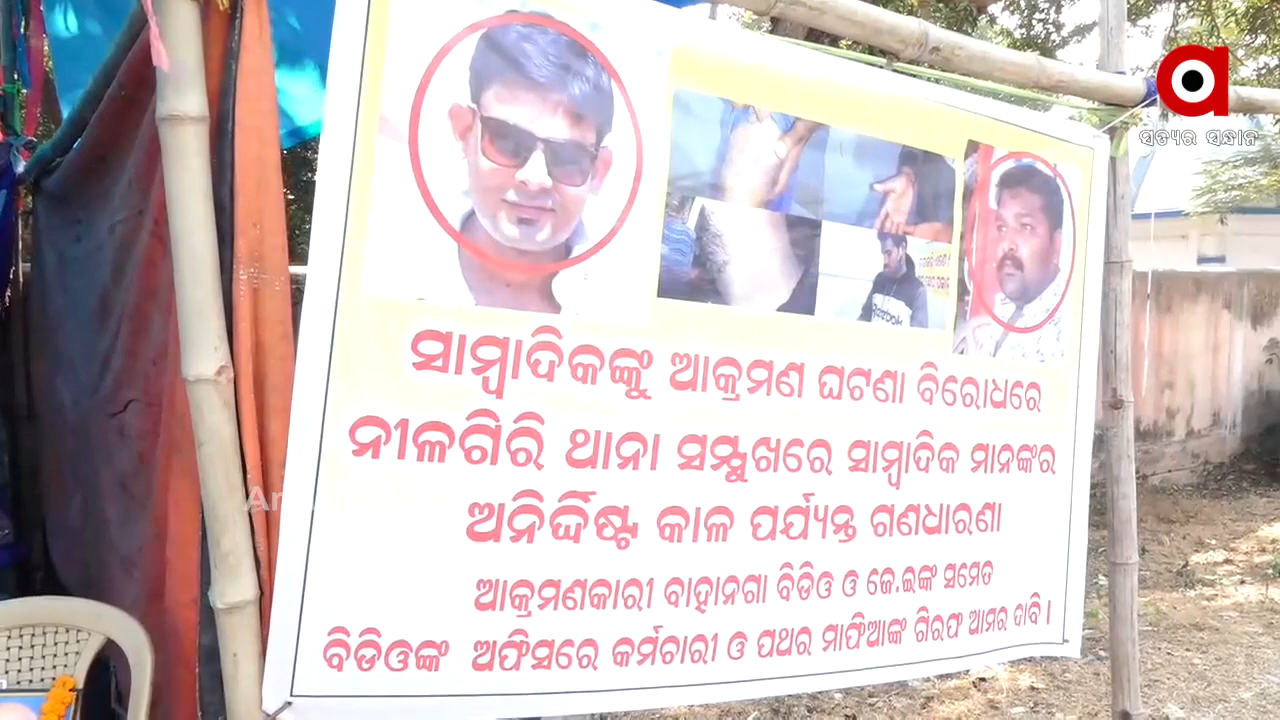 ସତ୍ୟର ସନ୍ଧାନ
Reebok
ସାମ୍ବାଦିକଙ୍କୁ ଆକ୍ରମଣ ଘଟଣା ବିରୋଧରେ
ନୀଳଗିରି ଥାନା ସମ୍ମୁଖରେ ସାମ୍ବାଦିକ ମାନଙ୍କର
ଅନିର୍ଦ୍ଦିଷ୍ଟ କାଳ ପର୍ଯ୍ୟନ୍ତ ଗଣଧାରଣା
ଆକ୍ରମଣକାରୀ ବାହାନଗା ବିଡିଓ ଓ ଜେ.ଇଙ୍କ ସମେତ
ବିଡିଓଙ୍କ ଅଫିସରେ କର୍ମଚାରୀ ଓ ପଥର ମାଫିଆଙ୍କ ଗିରଫ ଆମର ଦାବି ।